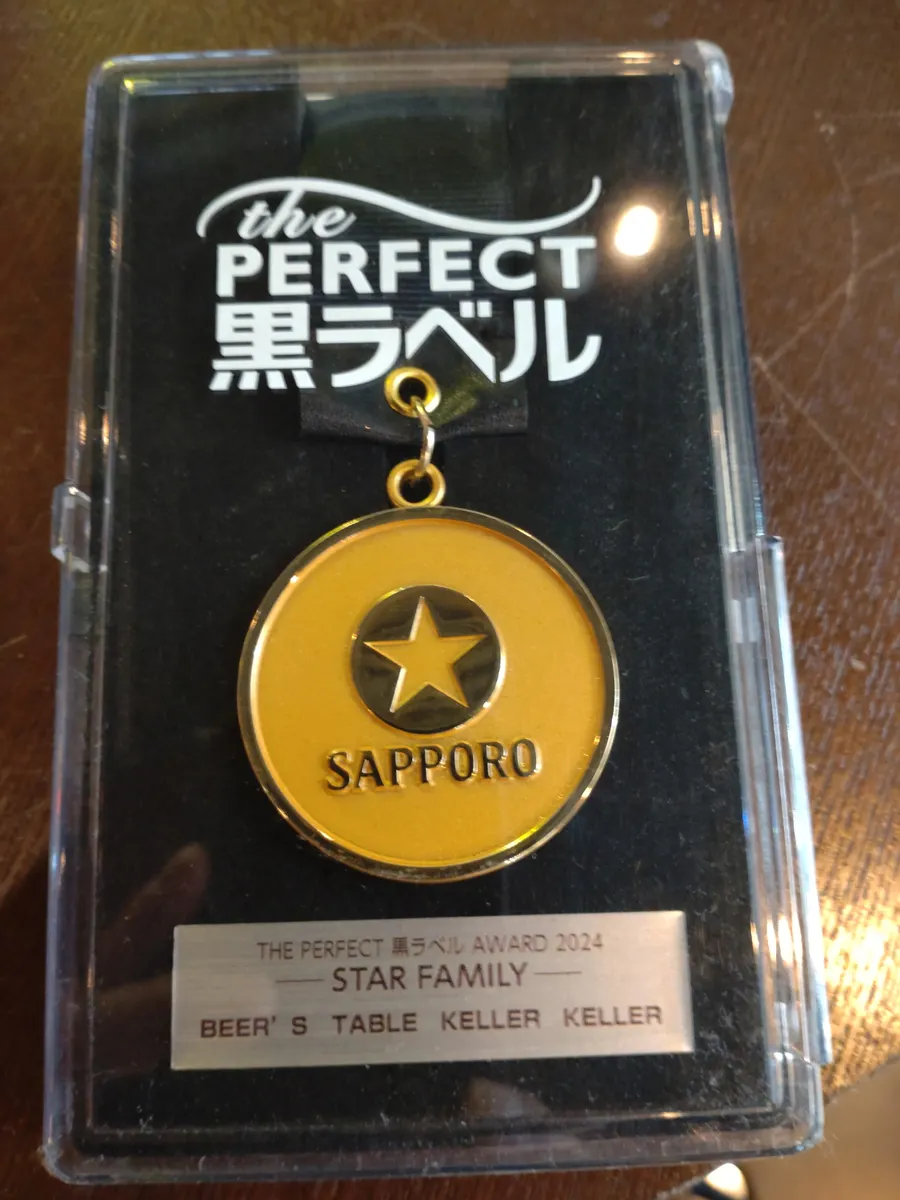 the
PERFECT
黒ラベル
SAPPORO
THE PERFECT 黒ラベル AWARD 2024
STAR FAMILY
BEER'S TABLE KELLER KELLER